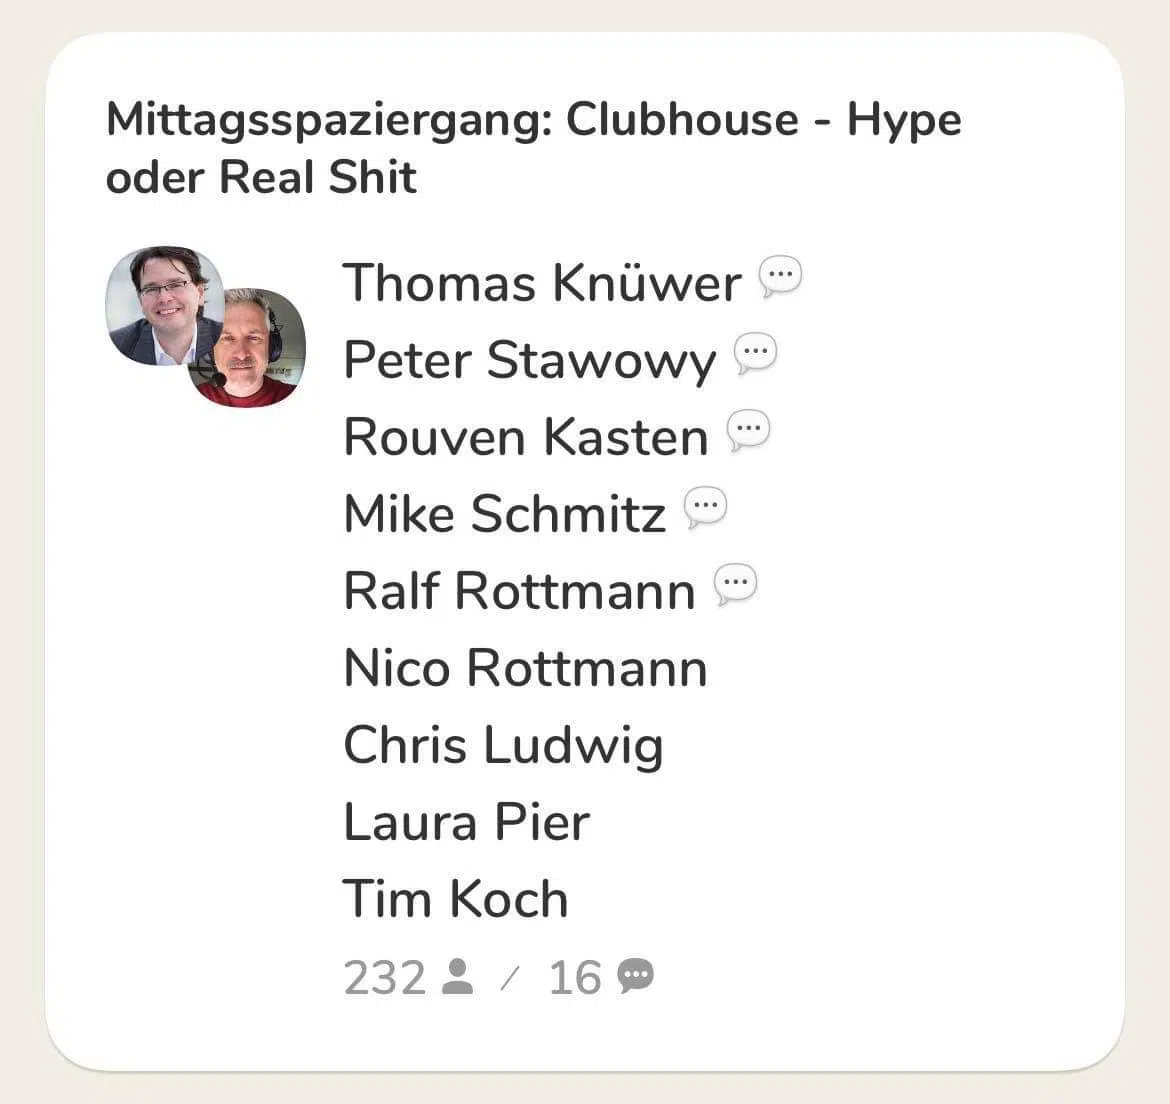 Mittagsspaziergang: Clubhouse - Hype
oder Real Shit
Thomas Knüwer
Peter Stawowy
Rouven Kasten
Mike Schmitz
Ralf Rottmann
Nico Rottmann
Chris Ludwig
Laura Pier
Tim Koch
232 / 16